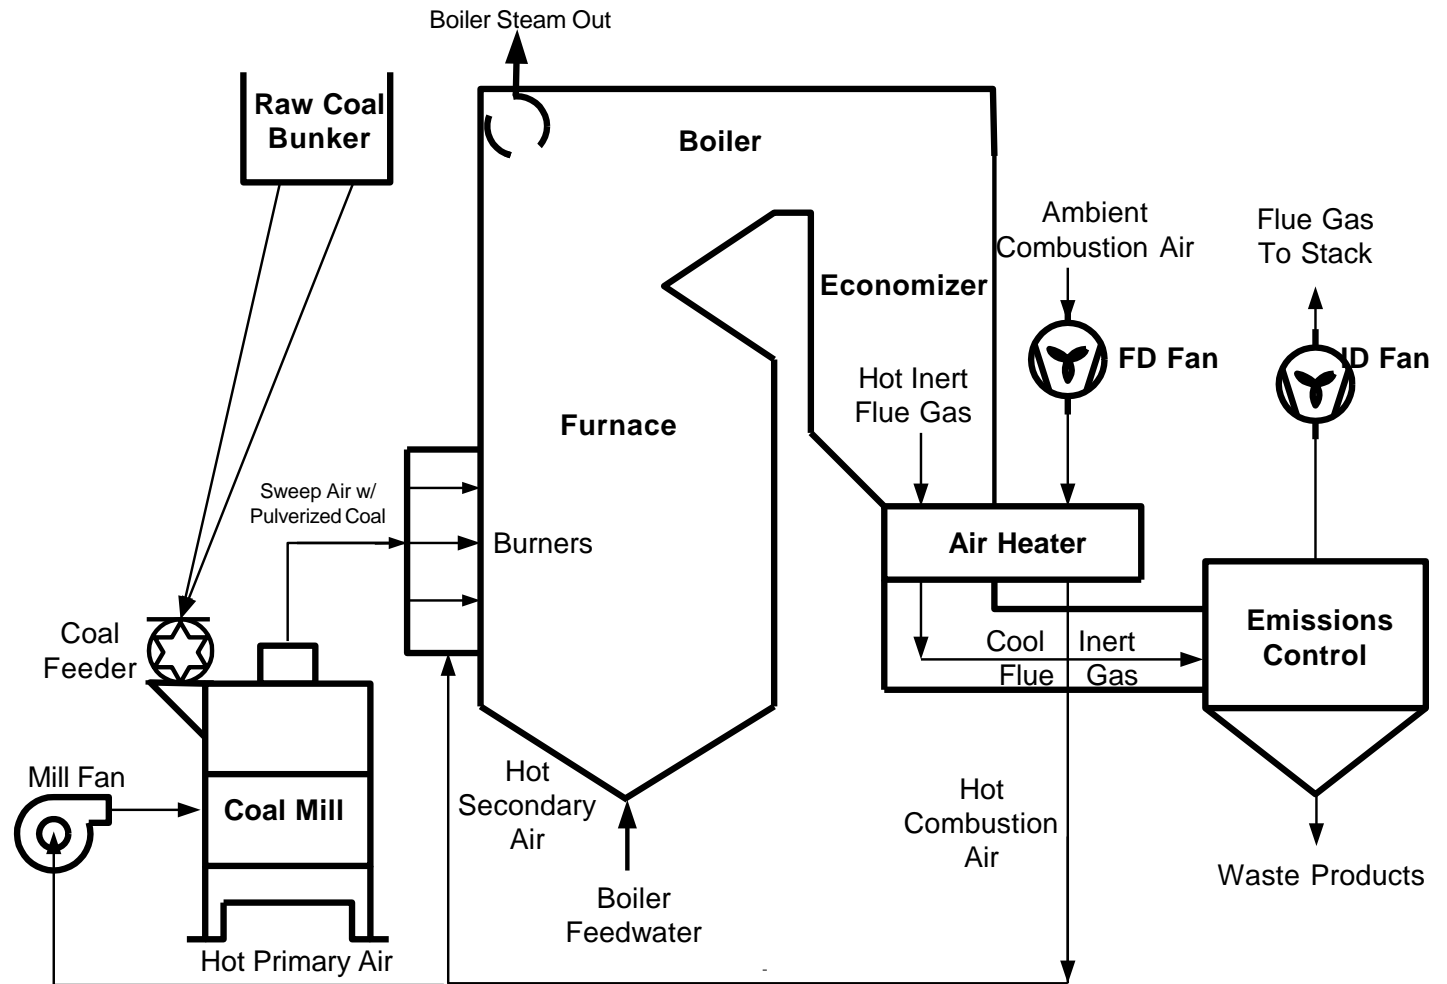 Boiler Steam Out
Raw Coal
Bunker
Boiler
Ambient
Combustion Air
Flue Gas
To Stack
Economizer
FD Fan
ID Fan
Hot Inert
Flue Gas
Furnace
Sweep Air w/
Pulverized Coal
Burners
Air Heater
Coal
Feeder
Cool Inert
Flue Gas
Emissions
Control
Mill Fan
Coal Mill
Hot
Secondary
Air
Hot
Combustion
Air
Waste Products
Boiler
Feedwater
Hot Primary Air